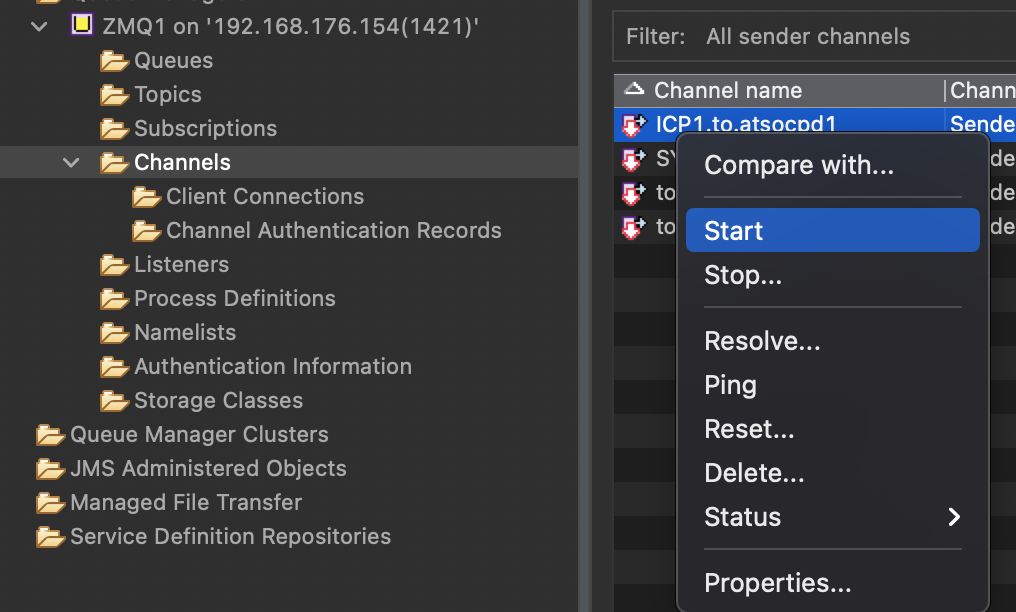 ZMQ1 on '192.168.176.154(1421)'
Queues
Topics
Subscriptions
Channels
Client Connections
Channel Authentication Records
Listeners
Process Definitions
Namelists
Authentication Information
Storage Classes
Queue Manager Clusters
JMS Administered Objects
Managed File Transfer
Service Definition Repositories
Filter: All sender channels
Channel name Chann
ICP1.to.atsocpd1 Sende
SY de
to de
to de
Compare with...
Start
Stop...
Resolve...
Ping
Reset...
Delete...
Status
Properties...